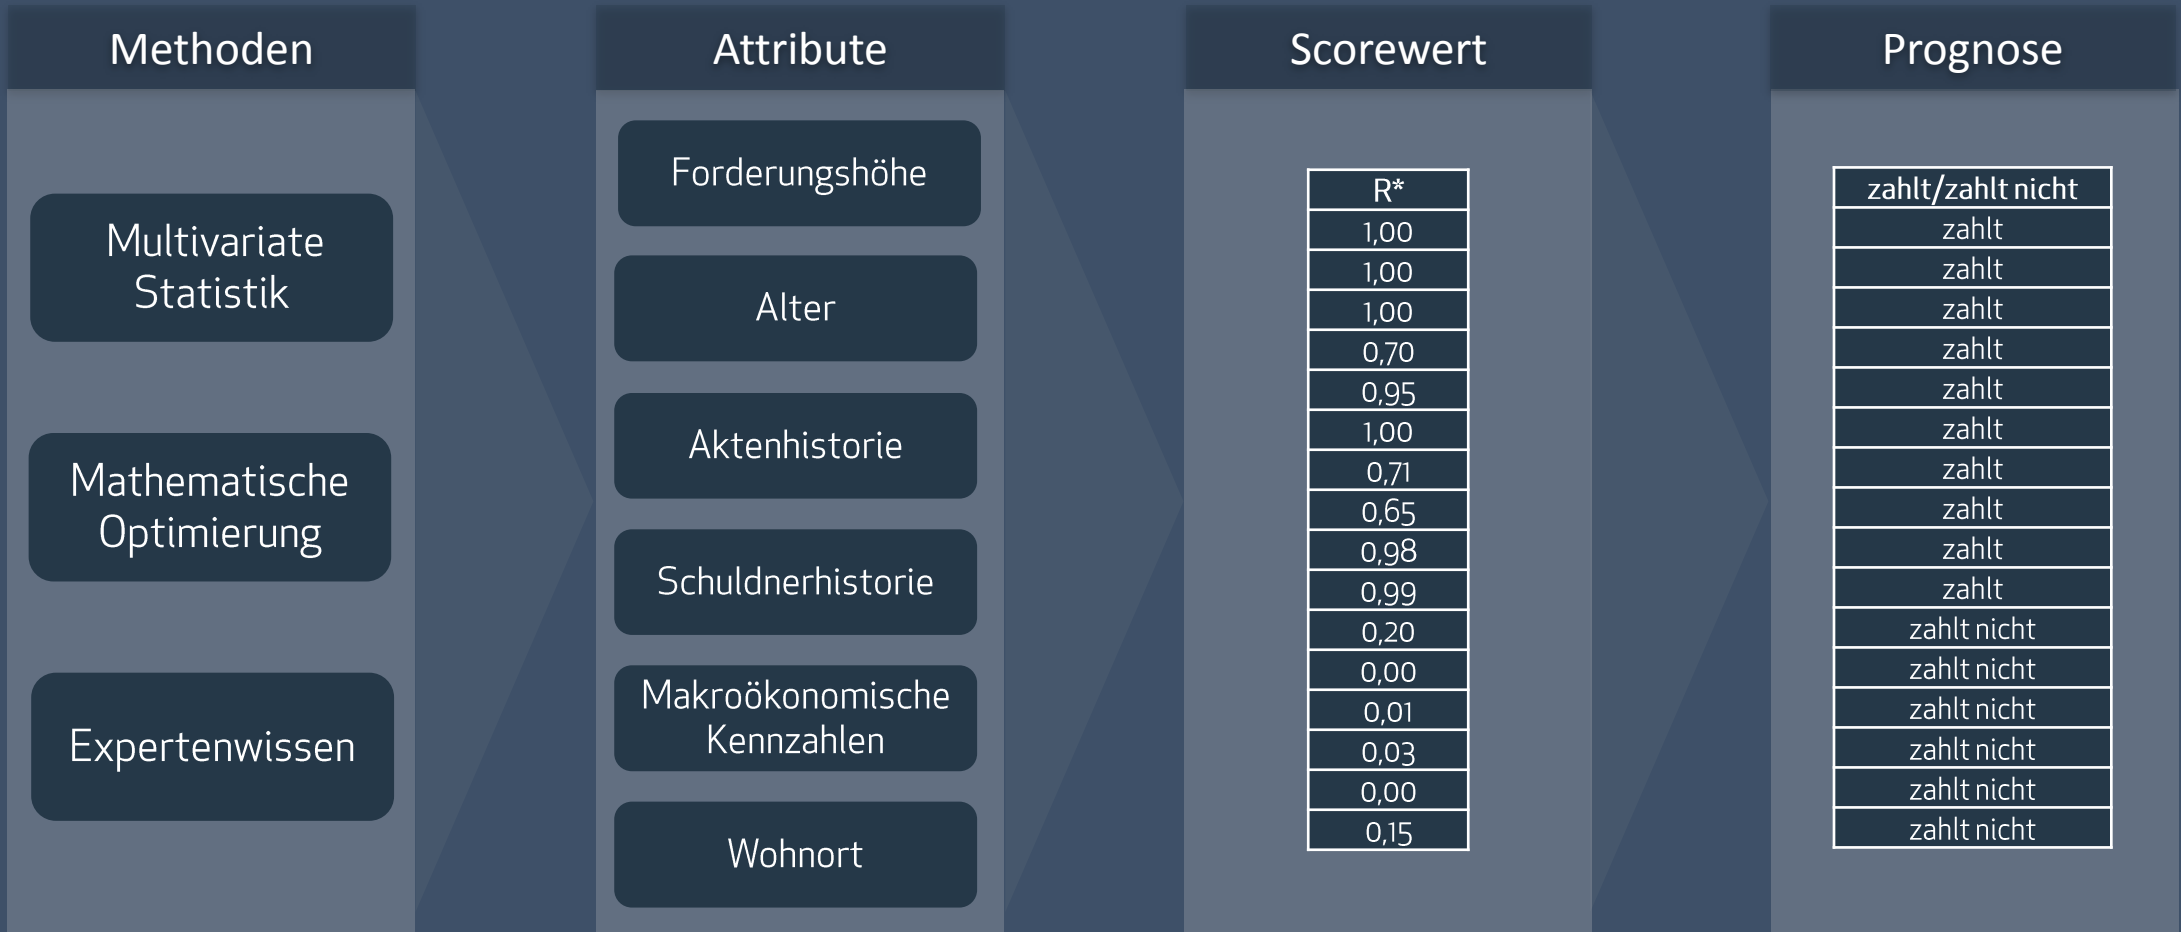 Methoden
Multivariate
Statistik
Mathematische
Optimierung
Expertenwissen
Attribute
Forderungshöhe
Alter
Aktenhistorie
Schuldnerhistorie
Makroökonomische
Kennzahlen
Wohnort
Scorewert
R*
1,00
1,00
1,00
0,70
0,95
1,00
0,71
0,65
0,98
0,99
0,20
0,00
0,01
0,03
0,00
0,15
Prognose
zahlt/zahlt nicht
zahlt
zahlt
zahlt
zahlt
zahlt
zahlt
zahlt
zahlt
zahlt
zahlt
zahlt nicht
zahlt nicht
zahlt nicht
zahlt nicht
zahlt nicht
zahlt nicht